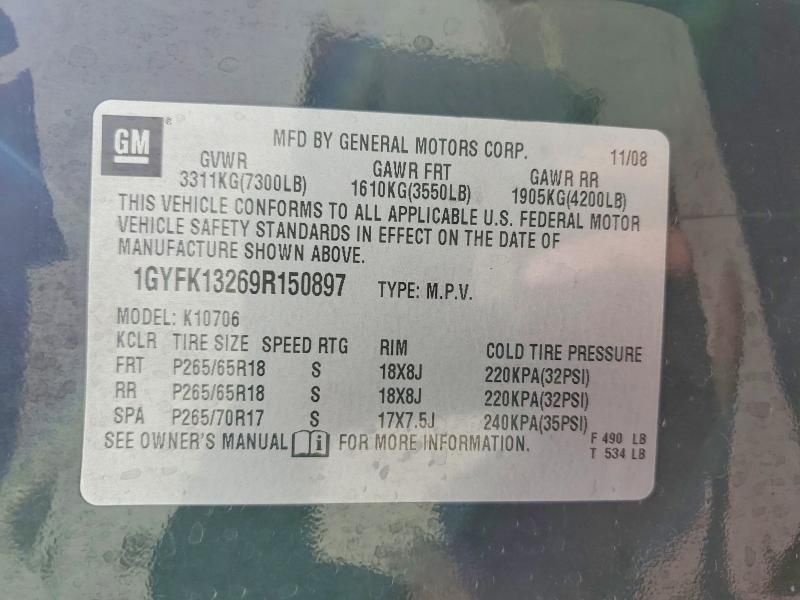 GM®
MFD BY GENERAL MOTORS CORP. 11/08
GVWR GAWR FRT GAWR RR
3311KG(7300LB) 1610KG(3550LB) 1905KG(4200LB)
THIS VEHICLE CONFORMS TO ALL APPLICABLE U.S. FEDERAL MOTOR
VEHICLE SAFETY STANDARDS IN EFFECT ON THE DATE OF
MANUFACTURE SHOWN ABOVE.
1GYFK13269R150897 TYPE: M.P.V.
MODEL: K10706
KCLR TIRE SIZE SPEED RTG RIM COLD TIRE PRESSURE
FRT P265/65R18 S 18X8J 220KPA(32PSI)
RR P265/65R18 S 18X8J 220KPA(32PSI)
SPA P265/70R17 S 17X7.5J 240KPA(35PSI)
SEE OWNER'S MANUAL i FOR MORE INFORMATION.
F 490 LB
T 534 LB